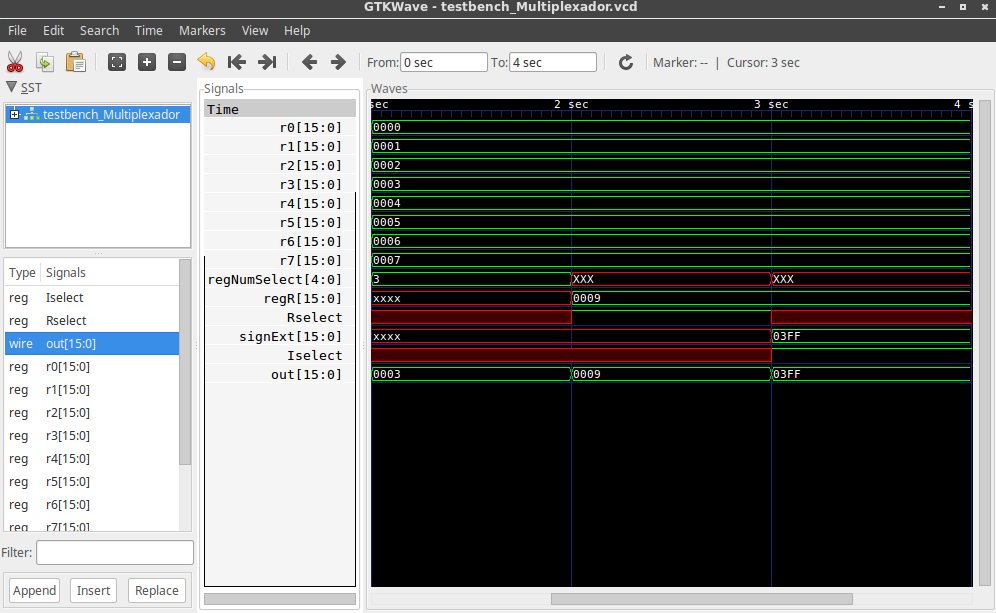 GTKWave - testbench_Multiplexador.vcd
File Edit Search Time Markers View Help
From: 0 sec To: 4 sec Marker: -- | Cursor: 3 sec
SST
testbench_Multiplexador
Type Signals
reg Iselect
reg Rselect
wire out[15:0]
reg r0[15:0]
reg r1[15:0]
reg r2[15:0]
reg r3[15:0]
reg r4[15:0]
reg r5[15:0]
reg r6[15:0]
reg r7[15:0]
Filter:
Append Insert Replace
Signals
Time
r0[15:0]
r1[15:0]
r2[15:0]
r3[15:0]
r4[15:0]
r5[15:0]
r6[15:0]
r7[15:0]
regNumSelect[4:0]
regR[15:0]
Rselect
signExt[15:0]
Iselect
out[15:0]
Waves
sec 2 sec 3 sec 4 s
0000
0001
0002
0003
0004
0005
0006
0007
3 XXX XXX
xxxx 0009
xxxx 03FF
0003 0009 03FF